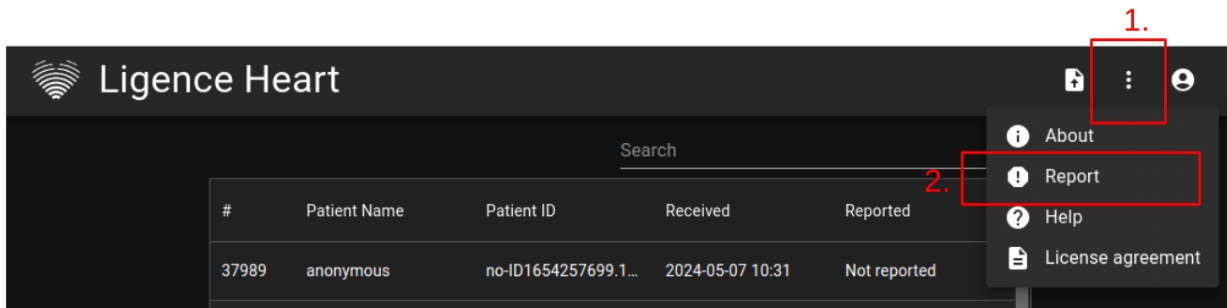 1.
Ligence Heart
About
Search
2.
Report
# Patient Name Patient ID Received Reported
Help
37989 anonymous no-ID1654257699.1... 2024-05-07 10:31 Not reported
License agreement